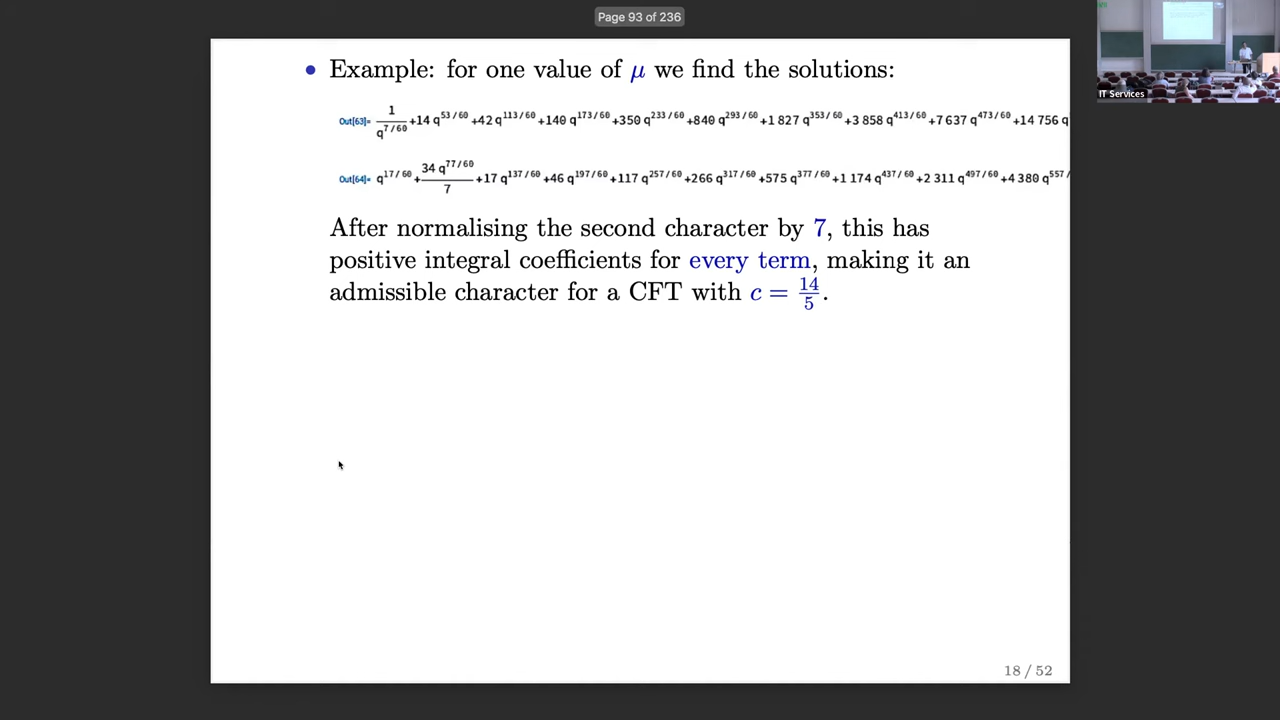 Page 93 of 236
IT Services
• Example: for one value of μ we find the solutions:
Out[63]= 1/q^{7/60} +14 q^{53/60} +42 q^{113/60} +140 q^{173/60} +350 q^{233/60} +840 q^{293/60} +1 827 q^{353/60} +3 858 q^{413/60} +7 637 q^{473/60} +14 756 q
Out[64]= q^{17/60} + 34 q^{77/60}/7 +17 q^{137/60} +46 q^{197/60} +117 q^{257/60} +266 q^{317/60} +575 q^{377/60} +1 174 q^{437/60} +2 311 q^{497/60} +4 380 q^{557/
After normalising the second character by 7, this has
positive integral coefficients for every term, making it an
admissible character for a CFT with c = 14/5.
18 / 52